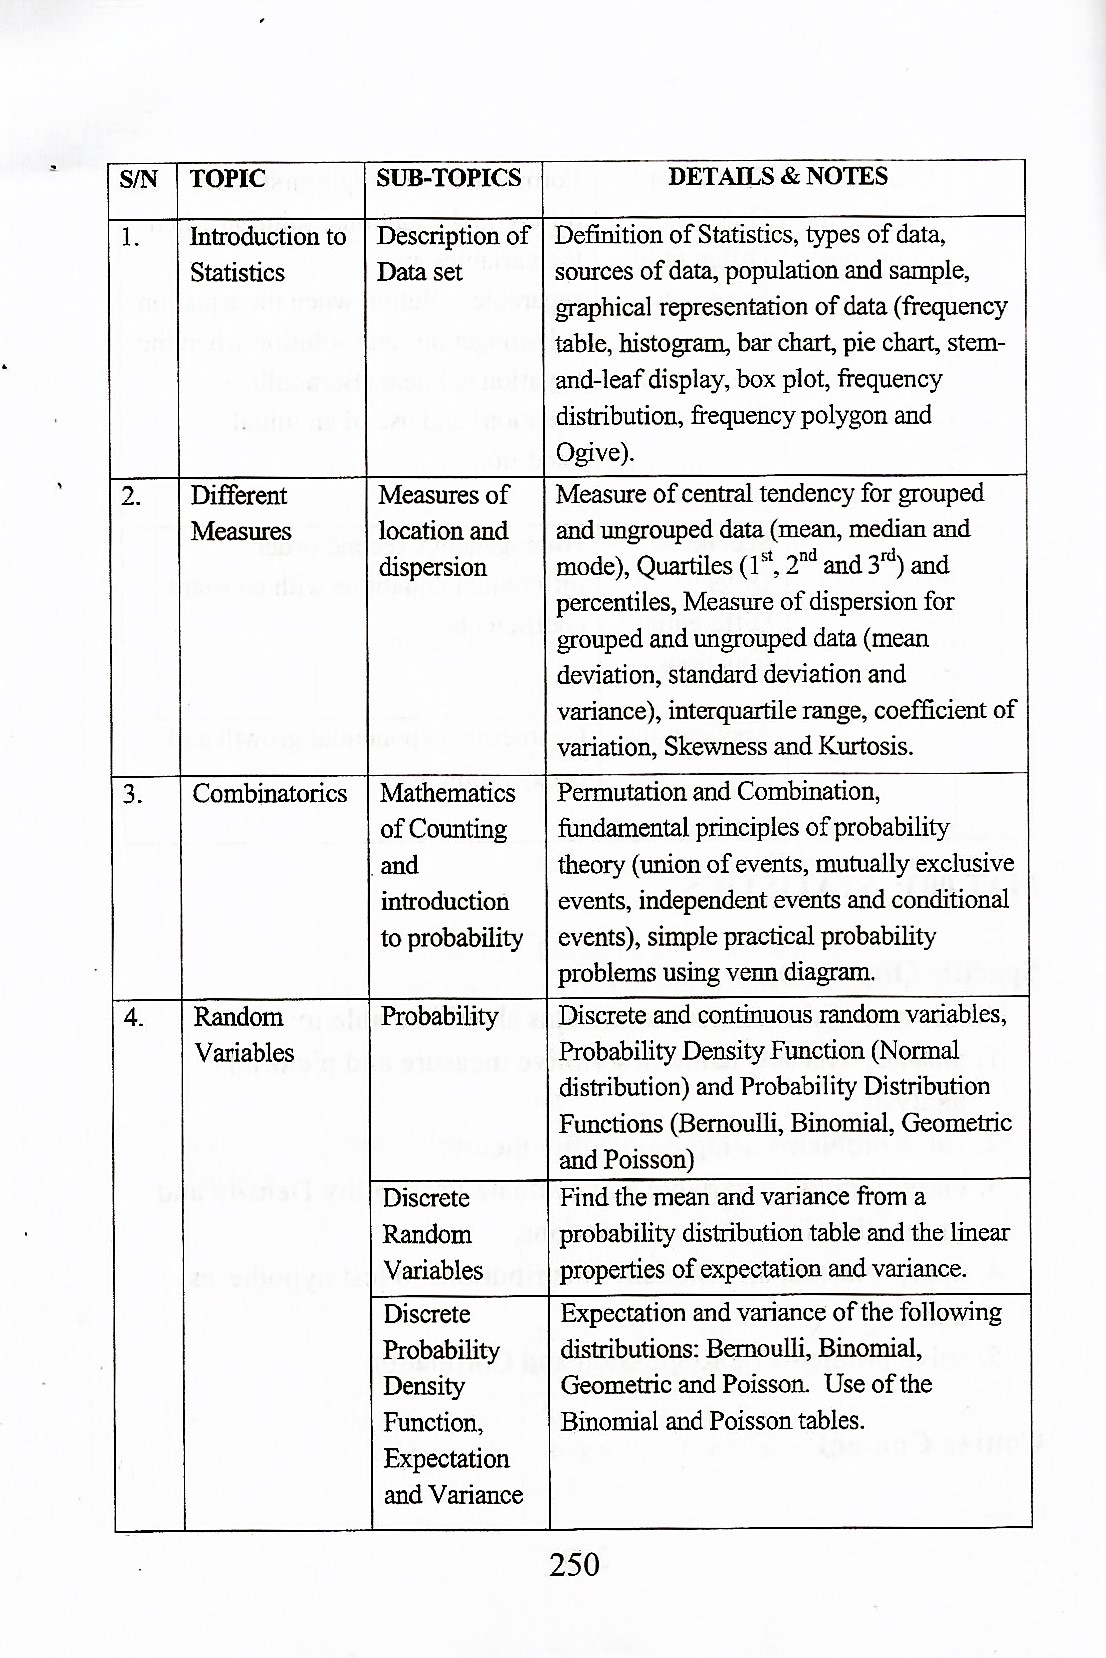 S/N TOPIC SUB-TOPICS DETAILS & NOTES
1. Introduction to Statistics
Description of Data set
Definition of Statistics, types of data,
sources of data, population and sample,
graphical representation of data (frequency
table, histogram, bar chart, pie chart, stem-
and-leaf display, box plot, frequency
distribution, frequency polygon and
Ogive).
2. Different Measures
Measures of
location and
dispersion
Measure of central tendency for grouped
and ungrouped data (mean, median and
mode), Quartiles (1st, 2nd and 3rd) and
percentiles, Measure of dispersion for
grouped and ungrouped data (mean
deviation, standard deviation and
variance), interquartile range, coefficient of
variation, Skewness and Kurtosis.
3. Combinatorics
Mathematics
of Counting
and
introduction
to probability
Permutation and Combination,
fundamental principles of probability
theory (union of events, mutually exclusive
events, independent events and conditional
events), simple practical probability
problems using venn diagram.
4. Random
Variables
Probability
Discrete and continuous random variables,
Probability Density Function (Normal
distribution) and Probability Distribution
Functions (Bernoulli, Binomial, Geometric
and Poisson)
Discrete
Random
Variables
Find the mean and variance from a
probability distribution table and the linear
properties of expectation and variance.
Discrete
Probability
Density
Function,
Expectation
and Variance
Expectation and variance of the following
distributions: Bernoulli, Binomial,
Geometric and Poisson. Use of the
Binomial and Poisson tables.
250